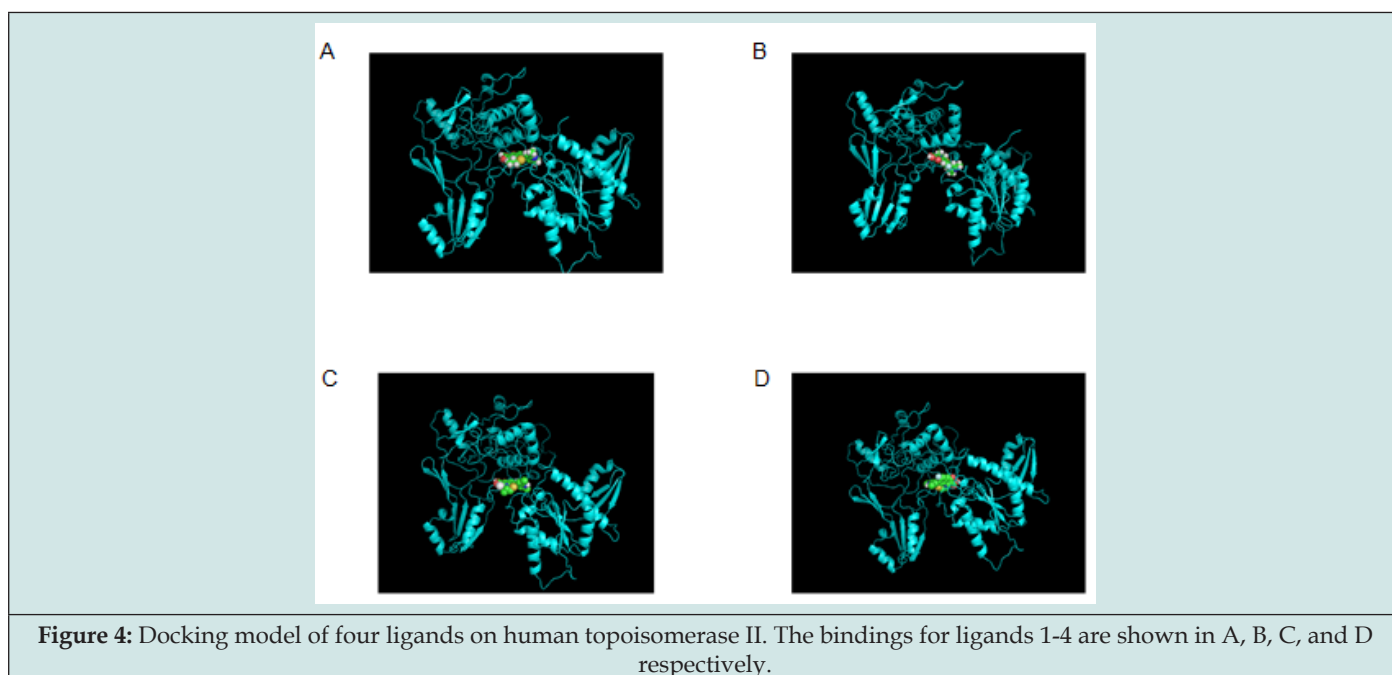 A
B
C
D
Figure 4: Docking model of four ligands on human topoisomerase II. The bindings for ligands 1-4 are shown in A, B, C, and D
respectively.